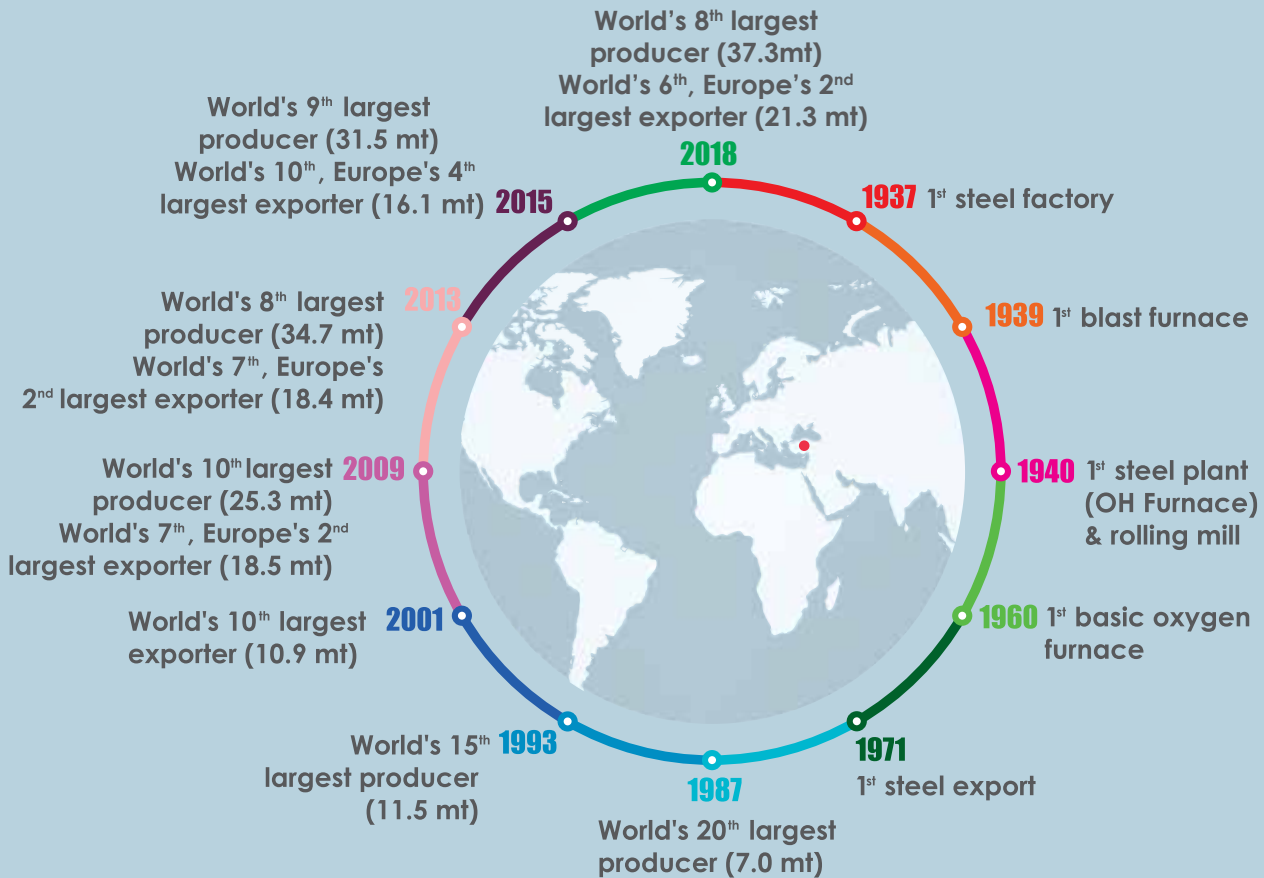 World’s 8th largest
producer (37.3mt)
World’s 6th, Europe’s 2nd
largest exporter (21.3 mt)
2018
1937 1st steel factory
1939 1st blast furnace
1940 1st steel plant
(OH Furnace)
& rolling mill
1960 1st basic oxygen
furnace
1971
1st steel export
1987
World's 20th largest
producer (7.0 mt)
World's 15th 1993
largest producer
(11.5 mt)
World's 10th largest 2001
exporter (10.9 mt)
World's 10th largest 2009
producer (25.3 mt)
World's 7th, Europe's 2nd
largest exporter (18.5 mt)
World's 8th largest 2013
producer (34.7 mt)
World's 7th, Europe's
2nd largest exporter (18.4 mt)
World's 9th largest
producer (31.5 mt)
World's 10th, Europe's 4th
largest exporter (16.1 mt) 2015